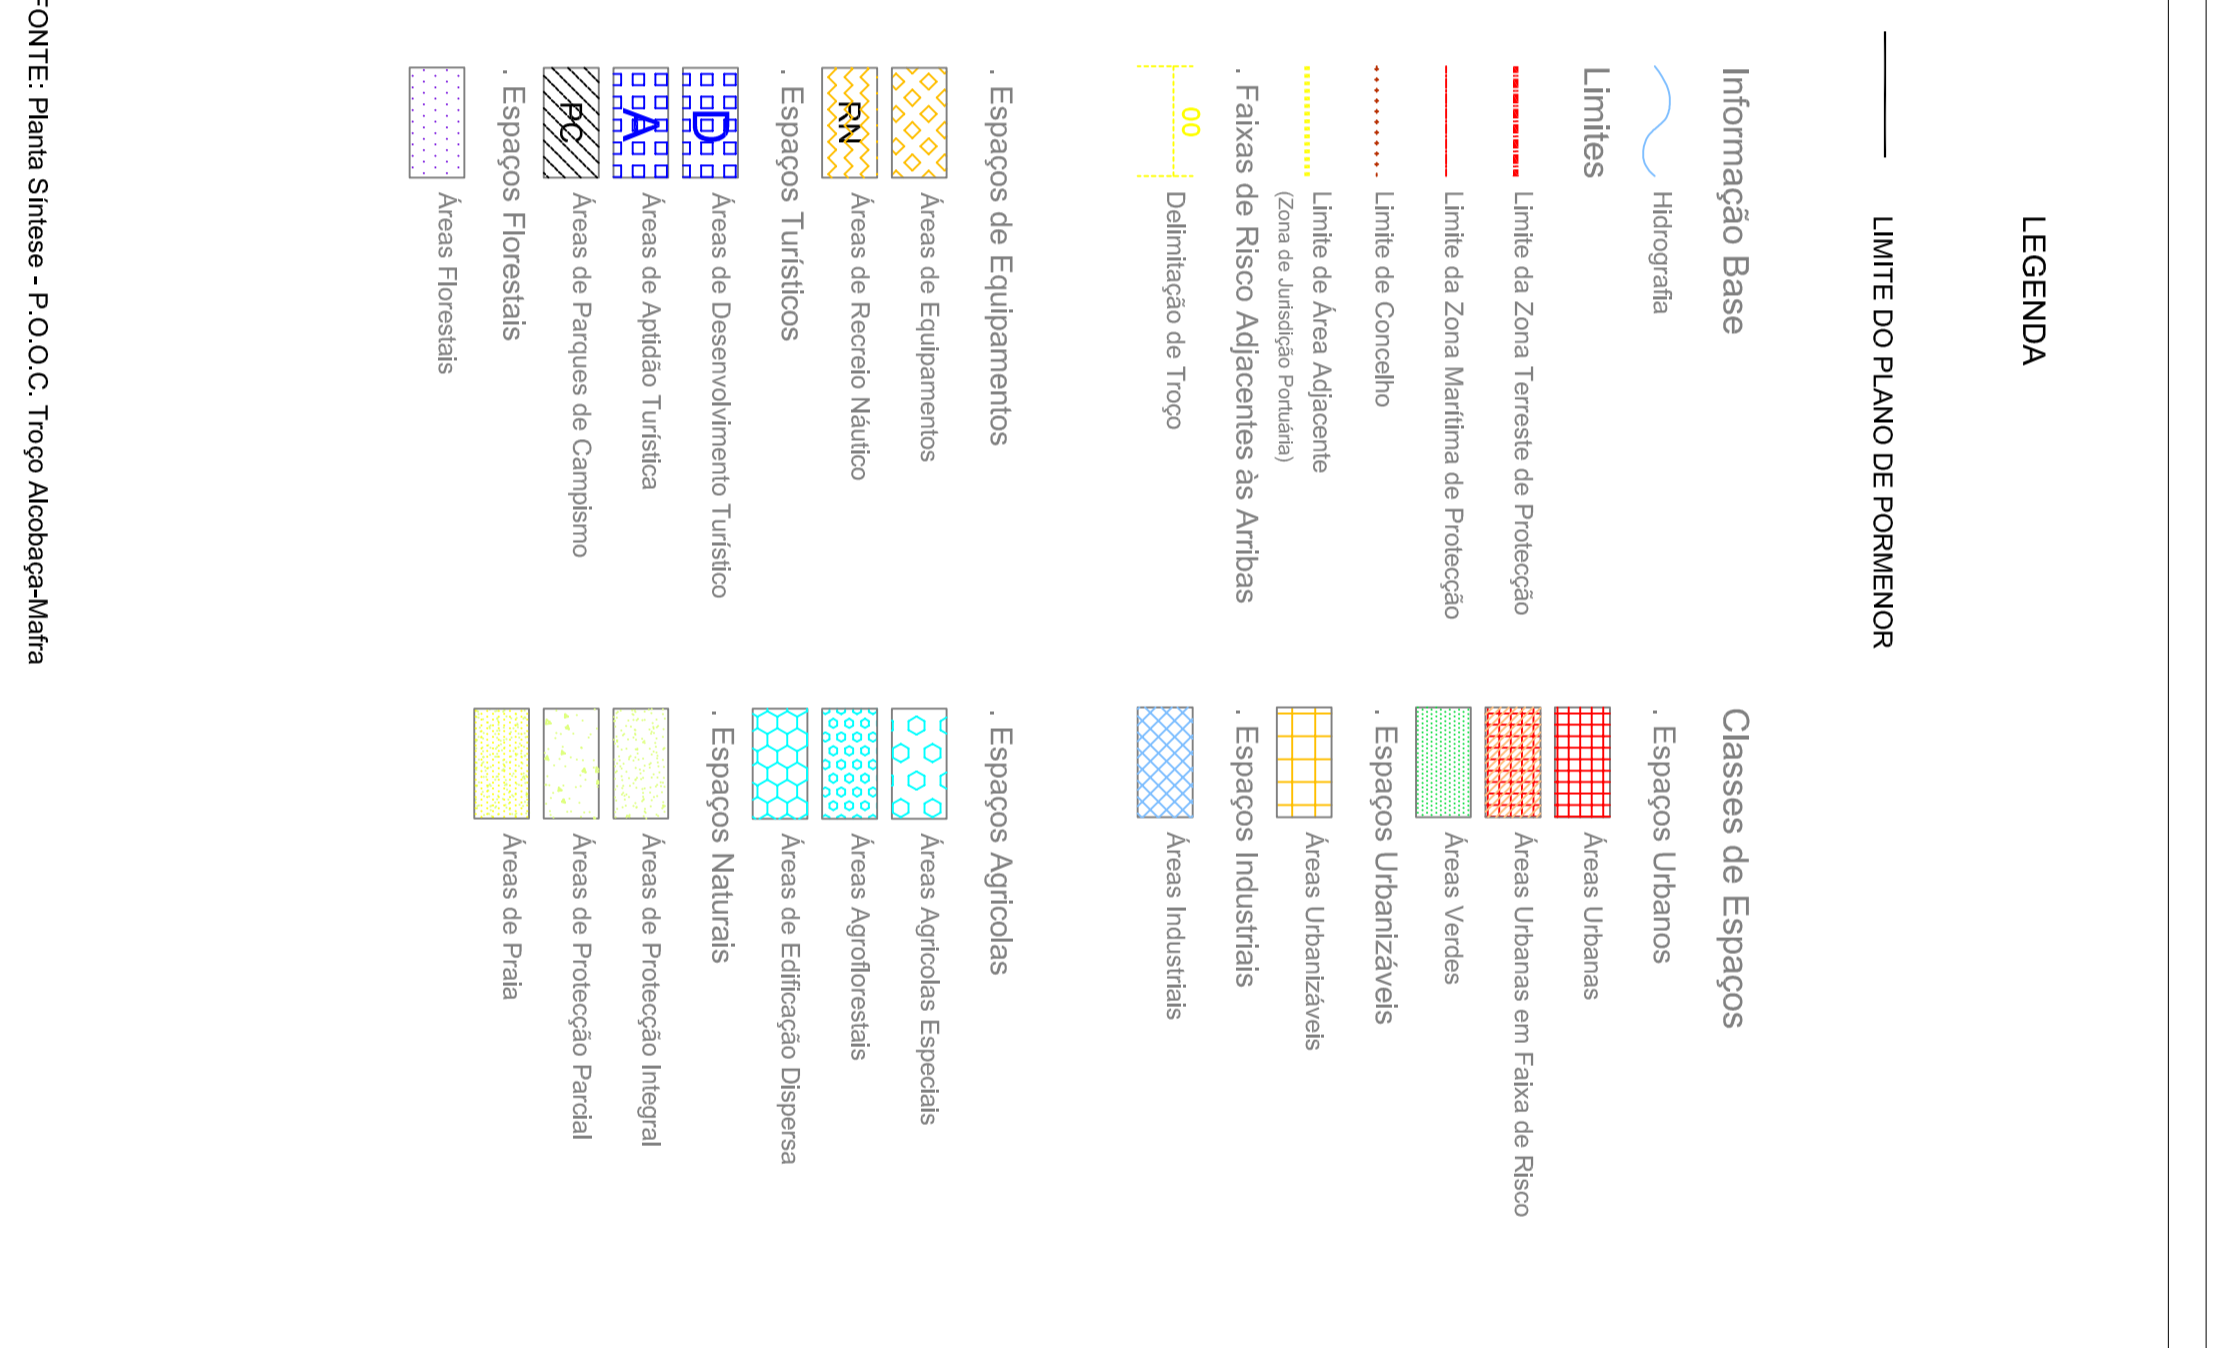 LEGENDA
LIMITE DO PLANO DE PORMENOR
Informação Base
Hidrografia
Limites
Limite da Zona Terreste de Protecção
Limite da Zona Marítima de Protecção
Limite de Concelho
Limite de Área Adjacente
(Zona de Jurisdição Portuária)
. Faixas de Risco Adjacentes às Arribas
00
Delimitação de Troço
. Espaços de Equipamentos
Áreas de Equipamentos
RN
Áreas de Recreio Náutico
. Espaços Turísticos
D
Áreas de Desenvolvimento Turístico
A
Áreas de Aptidão Turística
PC
Áreas de Parques de Campismo
. Espaços Florestais
Áreas Florestais
Classes de Espaços
. Espaços Urbanos
Áreas Urbanas
Áreas Urbanas em Faixa de Risco
Áreas Verdes
. Espaços Urbanizáveis
Áreas Urbanizáveis
. Espaços Industriais
Áreas Industriais
. Espaços Agricolas
Áreas Agricolas Especiais
Áreas Agroflorestais
Áreas de Edificação Dispersa
. Espaços Naturais
Áreas de Protecção Integral
Áreas de Protecção Parcial
Áreas de Praia
FONTE: Planta Síntese - P.O.O.C. Troço Alcobaça-Mafra